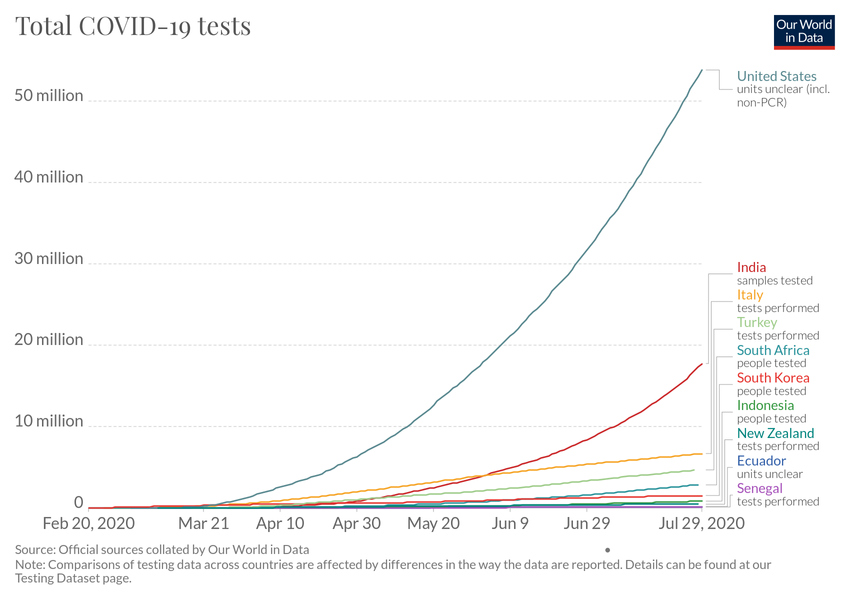 Total COVID-19 tests
Our World
in Data
50 million
40 million
30 million
20 million
10 million
0
Feb 20, 2020
Mar 21
Apr 10
Apr 30
May 20
Jun 9
Jun 29
Jul 29, 2020
United States
units unclear (incl.
non-PCR)
India
samples tested
Italy
tests performed
Turkey
tests performed
South Africa
people tested
South Korea
people tested
Indonesia
people tested
New Zealand
tests performed
Ecuador
units unclear
Senegal
tests performed
Source: Official sources collated by Our World in Data
Note: Comparisons of testing data across countries are affected by differences in the way the data are reported. Details can be found at our
Testing Dataset page.